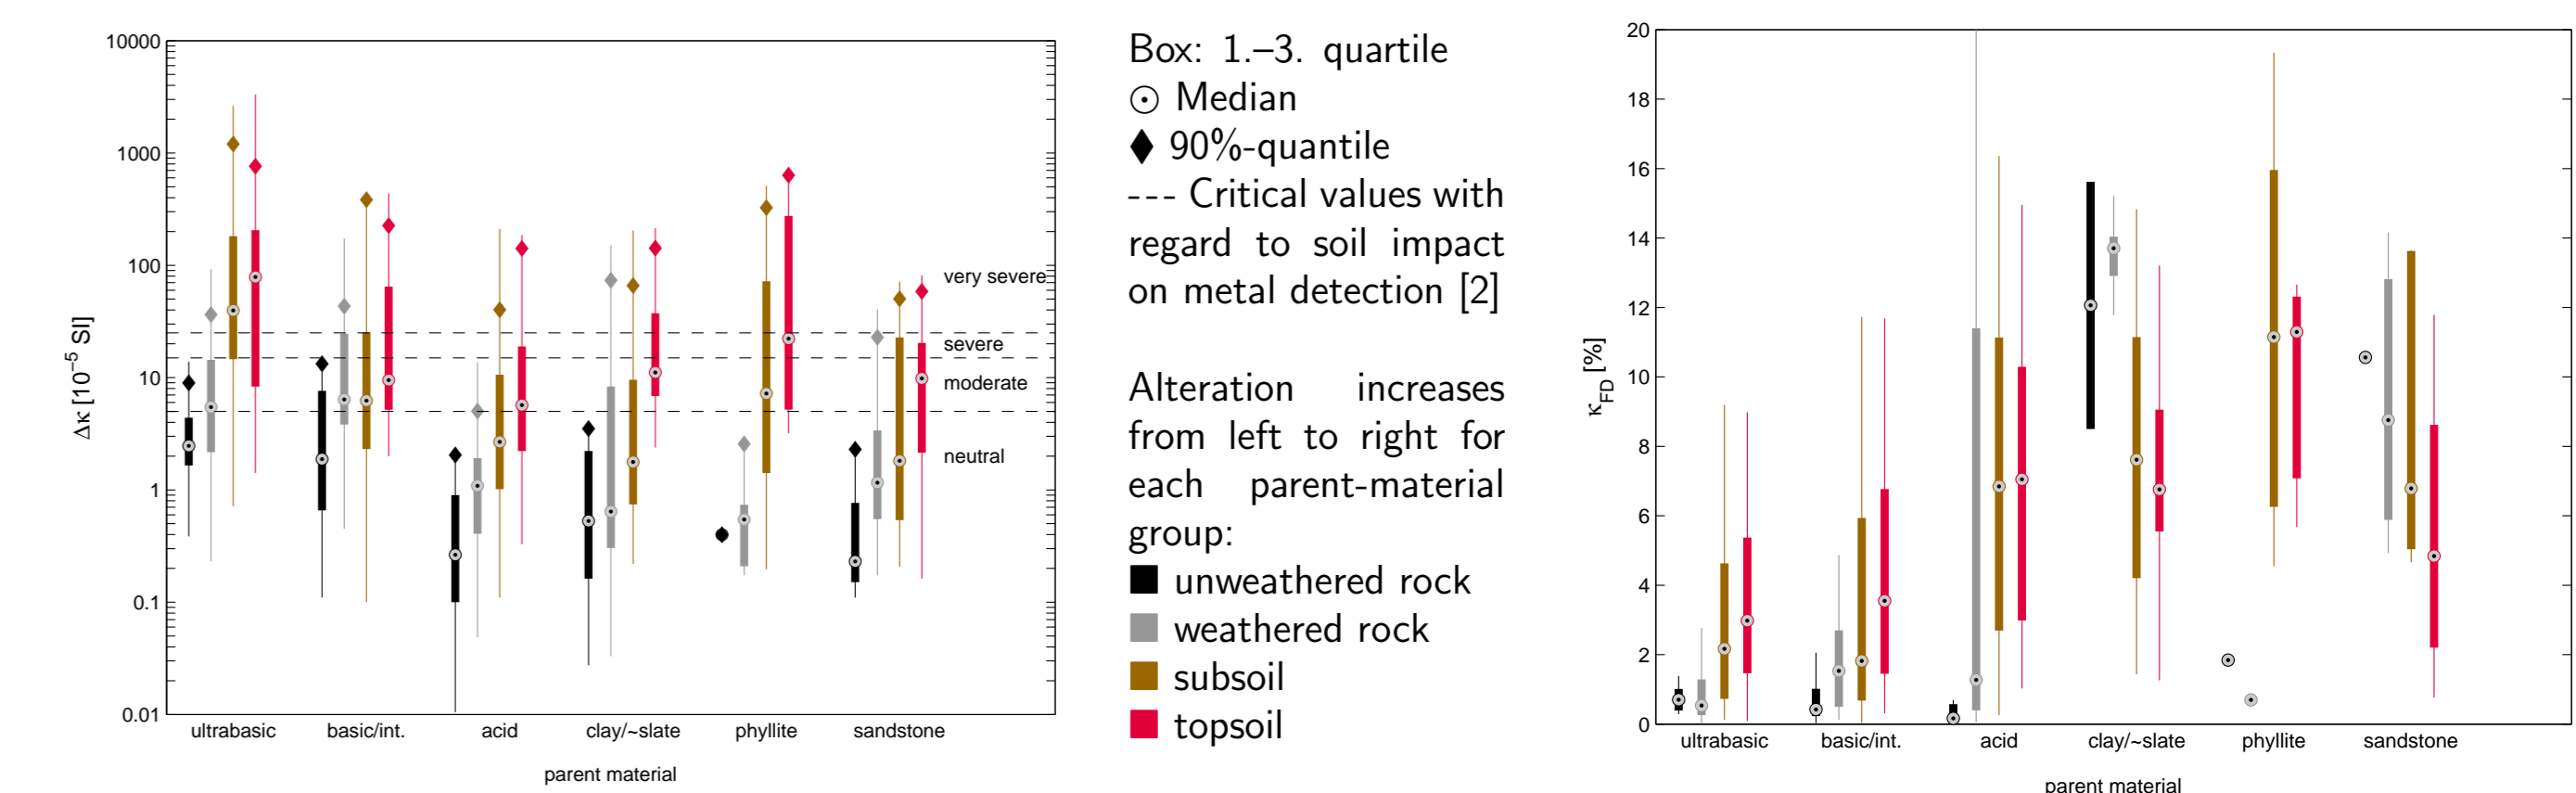 10000
1000
100
10
1
0.1
0.01
Δκ [10⁻⁵ SI]
very severe
severe
moderate
neutral
ultrabasic basic/int. acid clay/~slate phyllite sandstone
parent material
Box: 1.–3. quartile
⊙ Median
♦ 90%-quantile
--- Critical values with
regard to soil impact
on metal detection [2]
Alteration increases
from left to right for
each parent-material
group:
unweathered rock
weathered rock
subsoil
topsoil
20
18
16
14
12
10
8
6
4
2
0
κFD [%]
ultrabasic basic/int. acid clay/~slate phyllite sandstone
parent material